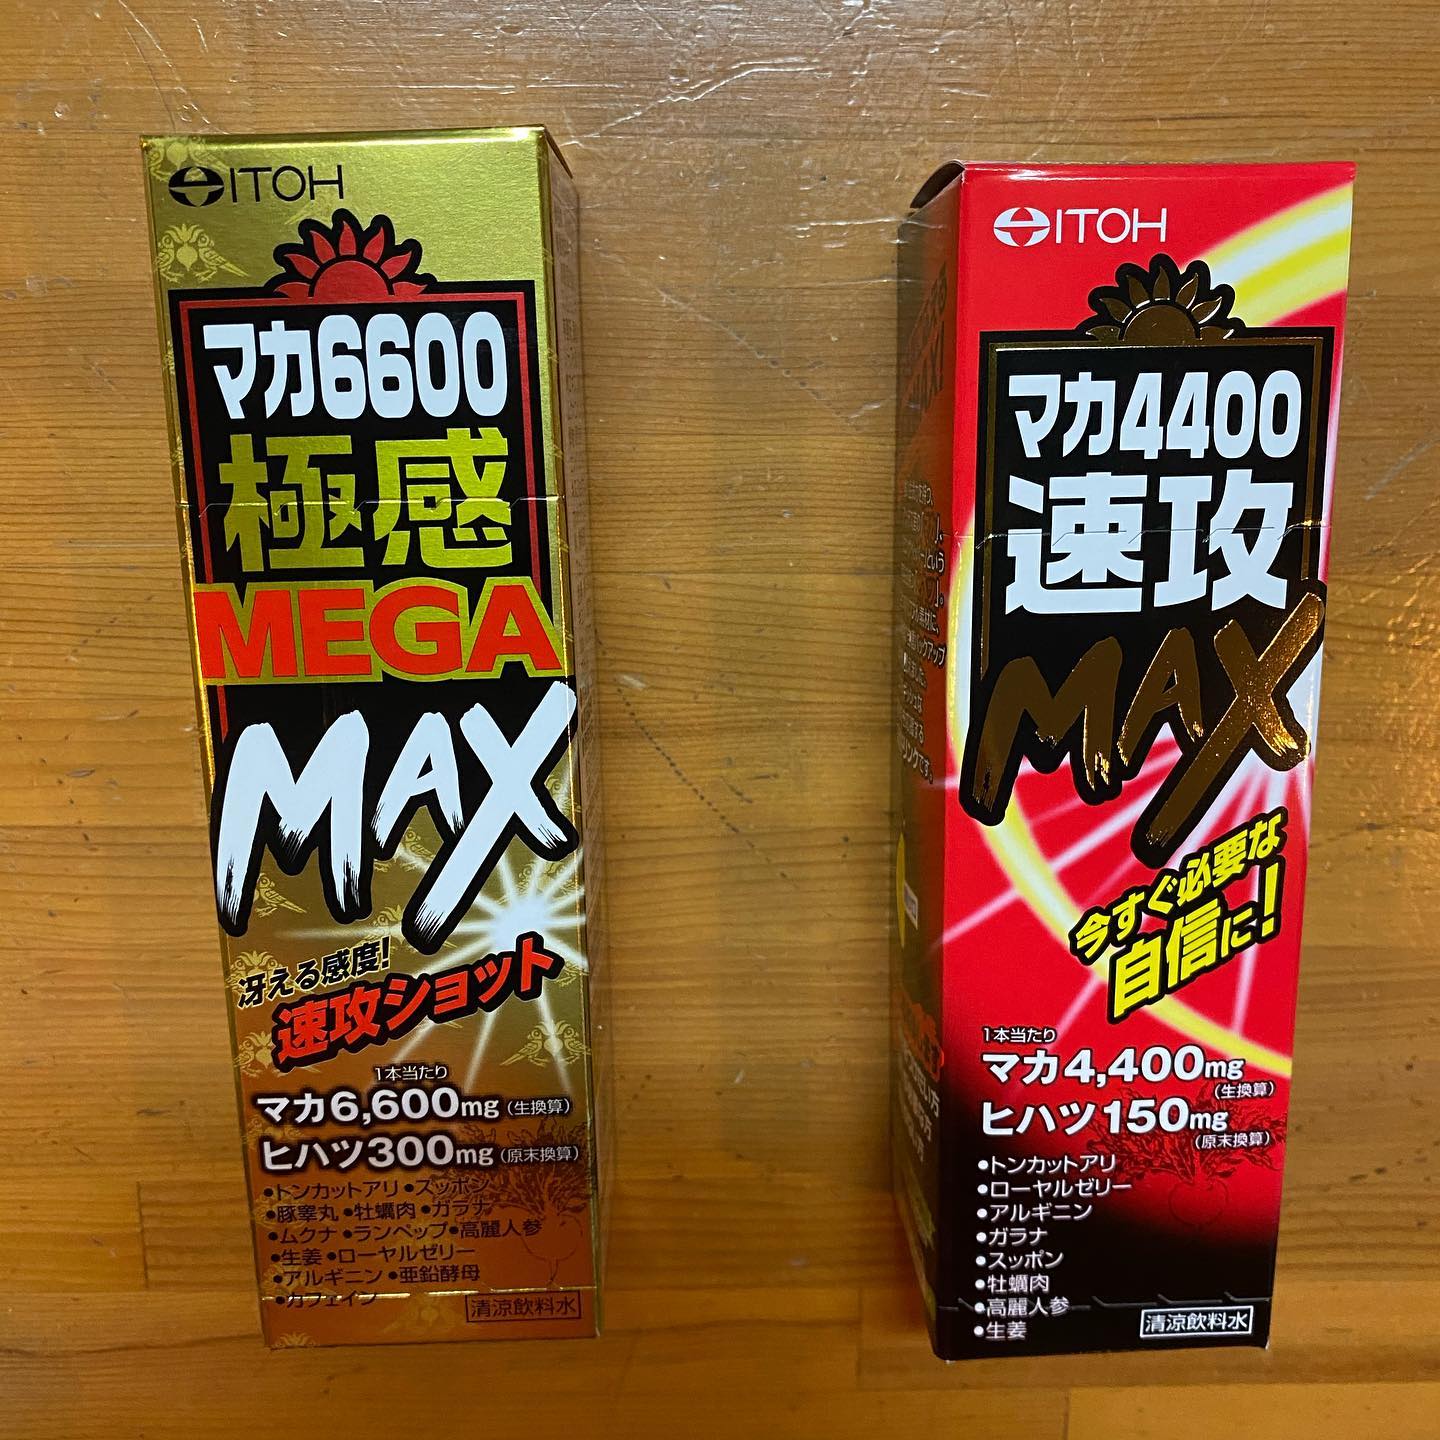 ITOH
マカ6600
極感
MEGA
MAX
冴える感度!
速攻ショット
1本当たり
マカ6,600mg(生換算)
ヒハツ300mg(原末換算)
•トンカットアリ•スッポン
•豚睾丸•牡蠣肉•ガラナ
•ムクナ•ランペップ•高麗人参
•生姜•ローヤルゼリー
•アルギニン•亜鉛酵母
•カフェイン
清涼飲料水
ITOH
マカ4400
速攻
MAX
今すぐ必要な
自信に!
1本当たり
マカ4,400mg
(生換算)
ヒハツ150mg
(原末換算)
•トンカットアリ
•ローヤルゼリー
•アルギニン
•ガラナ
•スッポン
•牡蠣肉
•高麗人参
•生姜
清涼飲料水